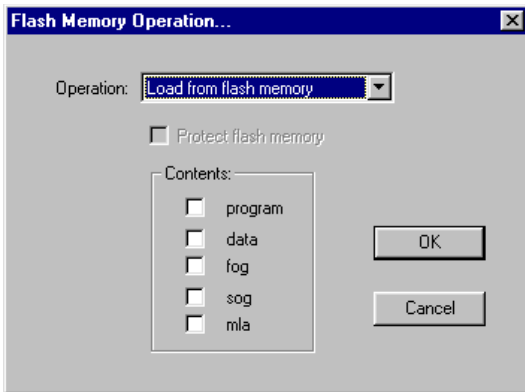 Flash Memory Operation...
Operation: Load from flash memory
Protect flash memory
Contents:
program
data
fog
sog
mla
OK
Cancel